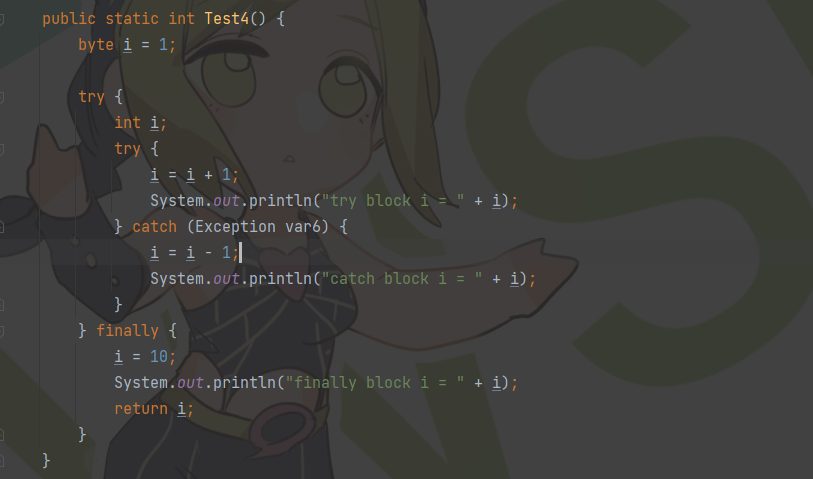 public static int Test4() {
byte i = 1;
try {
int i;
try {
i = i + 1;
System.out.println("try block i = " + i);
} catch (Exception var6) {
i = i - 1;
System.out.println("catch block i = " + i);
}
} finally {
i = 10;
System.out.println("finally block i = " + i);
return i;
}
}